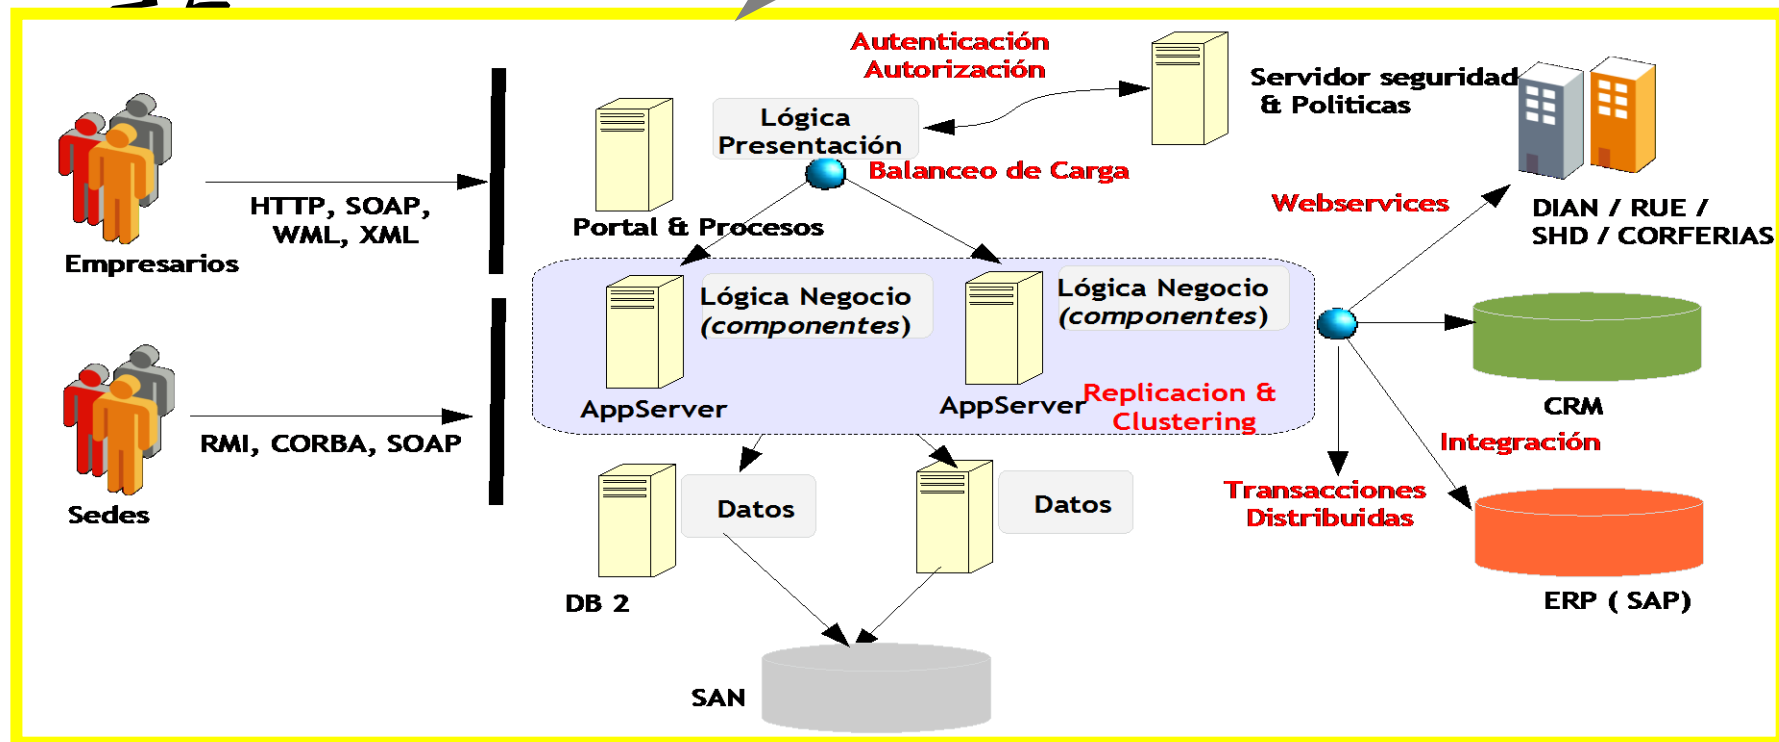 Autenticación
Autorización
Servidor seguridad
& Politicas
Lógica
Presentación
Balanceo de Carga
HTTP, SOAP,
WML, XML
Empresarios
Portal & Procesos
Webservices
DIAN / RUE /
SHD / CORFERIAS
Lógica Negocio
(componentes)
Lógica Negocio
(componentes)
AppServer
AppServer
Replicacion &
Clustering
CRM
RMI, CORBA, SOAP
Sedes
Integración
Datos
Datos
Transacciones
Distribuidas
DB 2
ERP ( SAP)
SAN